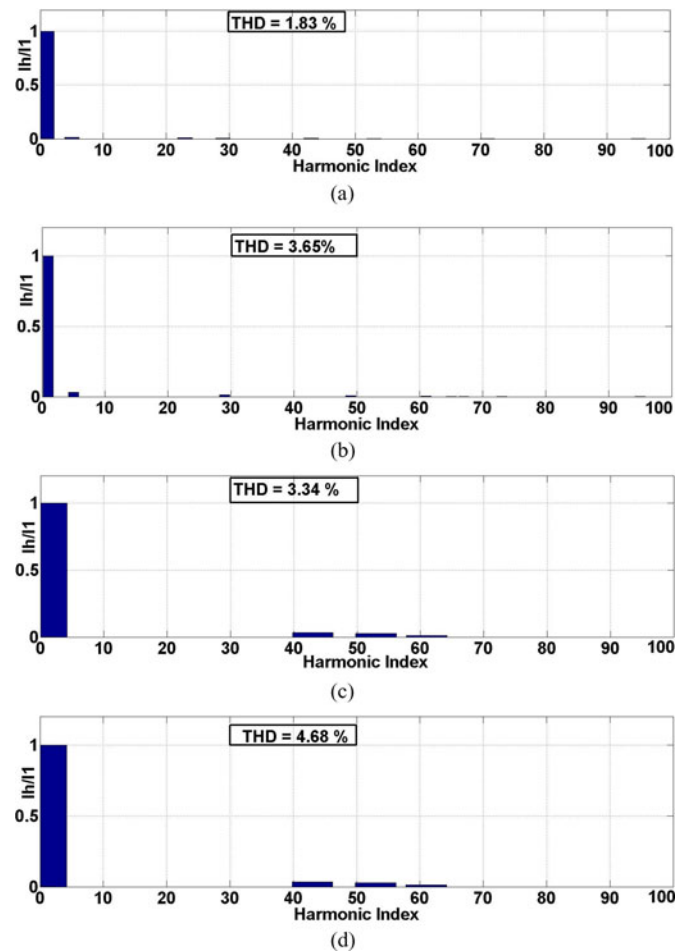 THD = 1.83 %
Ih/I1
1
0.5
0
0 10 20 30 40 50 60 70 80 90 100
Harmonic Index
(a)
THD = 3.65%
Ih/I1
1
0.5
0
0 10 20 30 40 50 60 70 80 90 100
Harmonic Index
(b)
THD = 3.34 %
Ih/I1
1
0.5
0
0 10 20 30 40 50 60 70 80 90 100
Harmonic Index
(c)
THD = 4.68 %
Ih/I1
1
0.5
0
0 10 20 30 40 50 60 70 80 90 100
Harmonic Index
(d)